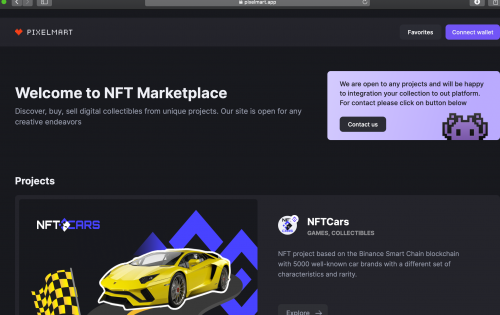 pixelmart.app
PIXELMART
Favorites
Connect wallet
Welcome to NFT Marketplace
Discover, buy, sell digital collectibles from unique projects. Our site is open for any
creative endeavors
We are open to any projects and will be happy
to integration your collection to out platform.
For contact please click on button below
Contact us
Projects
NFTCARS
NFTCars
GAMES, COLLECTIBLES
NFT project based on the Binance Smart Chain blockchain
with 5000 well-known car brands with a different set of
characteristics and rarity.
Explore →